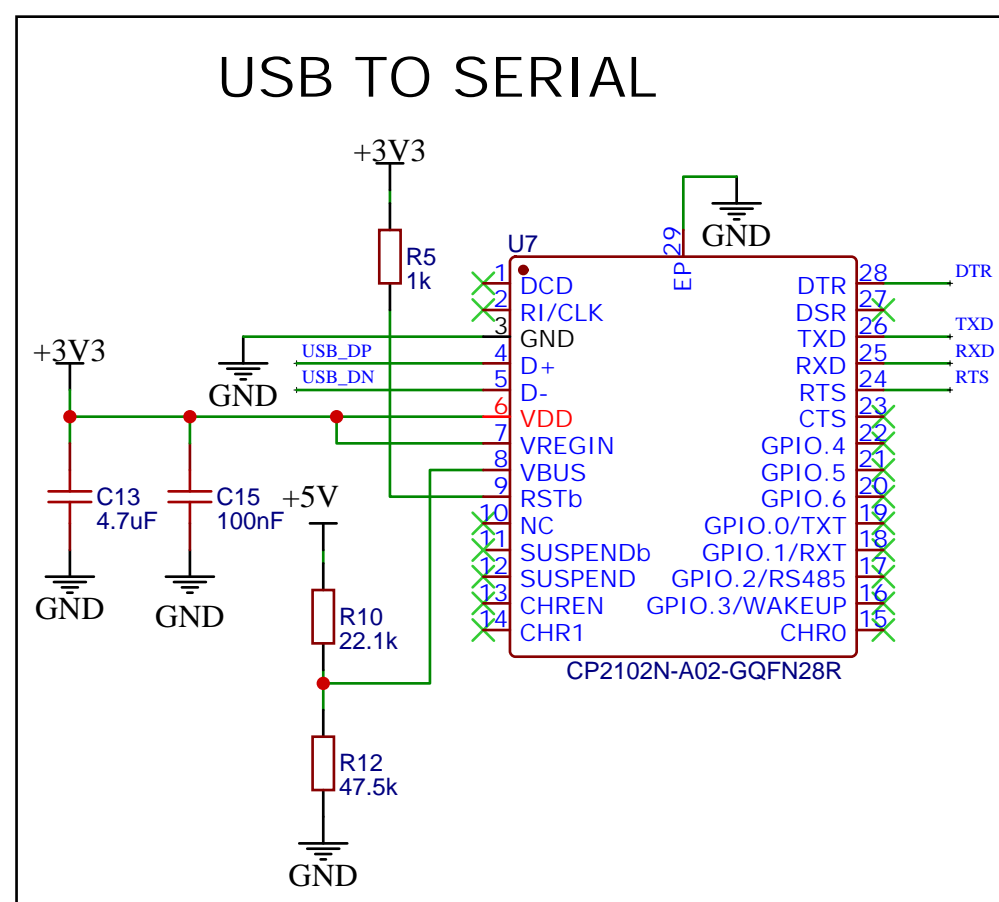 USB TO SERIAL
+3V3
R5
1k
GND
U7
EP 29
1 DCD
2 RI/CLK
3 GND
4 D+
5 D-
6 VDD
7 VREGIN
8 VBUS
9 RSTb
10 NC
11 SUSPENDb
12 SUSPEND
13 CHREN
14 CHR1
DTR 28
DSR 27
TXD 26
RXD 25
RTS 24
CTS 23
GPIO.4 22
GPIO.5 21
GPIO.6 20
GPIO.0/TXT 19
GPIO.1/RXT 18
GPIO.2/RS485 17
GPIO.3/WAKEUP 16
CHR0 15
CP2102N-A02-GQFN28R
DTR
TXD
RXD
RTS
GND
USB_DP
USB_DN
+3V3
C13
4.7uF
GND
C15
100nF
GND
+5V
R10
22.1k
R12
47.5k
GND